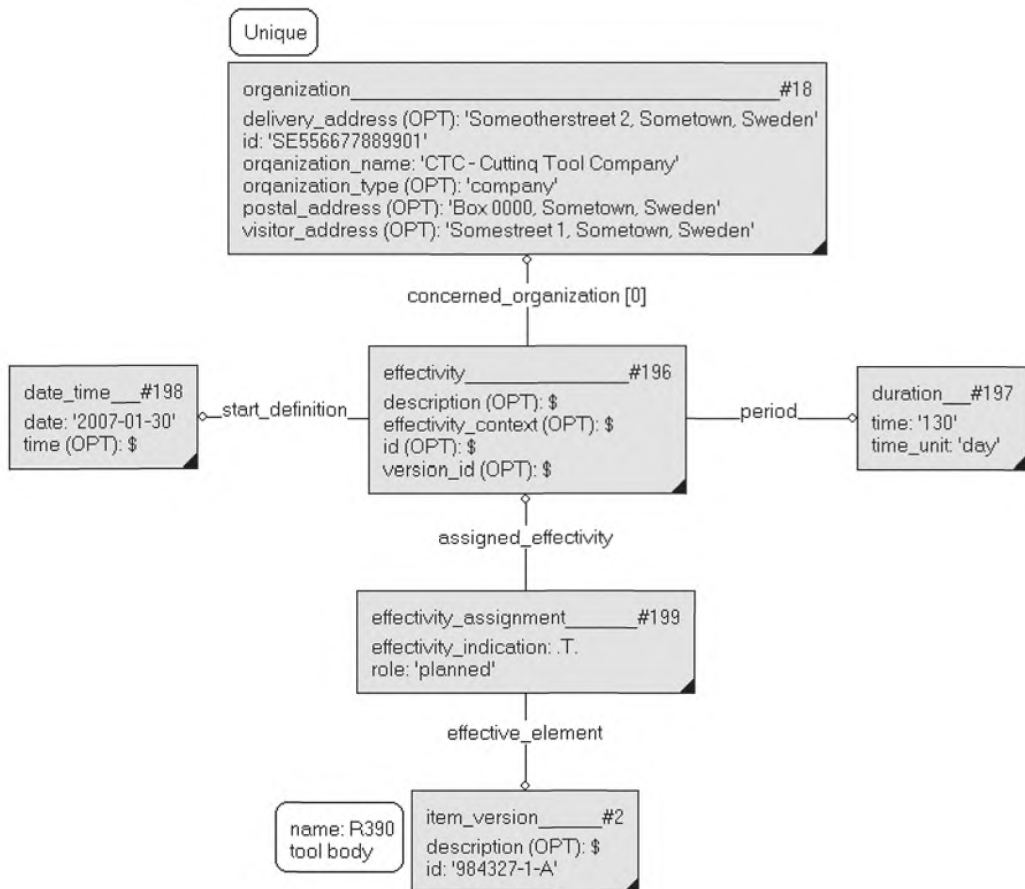 Unique
organization #18
delivery_address (OPT): 'Someotherstreet 2, Sometown, Sweden'
id: 'SE556677889901'
organization_name: 'CTC - Cutting Tool Company'
organization_type (OPT): 'company'
postal_address (OPT): 'Box 0000, Sometown, Sweden'
visitor_address (OPT): 'Somestreet 1, Sometown, Sweden'
concerned_organization [0]
date_time___#198
date: '2007-01-30'
time (OPT): $
start_definition
effectivity #196
description (OPT): $
effectivity_context (OPT): $
id (OPT): $
version_id (OPT): $
period
duration___#197
time: '130'
time_unit: 'day'
assigned_effectivity
effectivity_assignment #199
effectivity_indication: .T.
role: 'planned'
effective_element
name: R390
tool body
item_version #2
description (OPT): $
id: '984327-1-A'